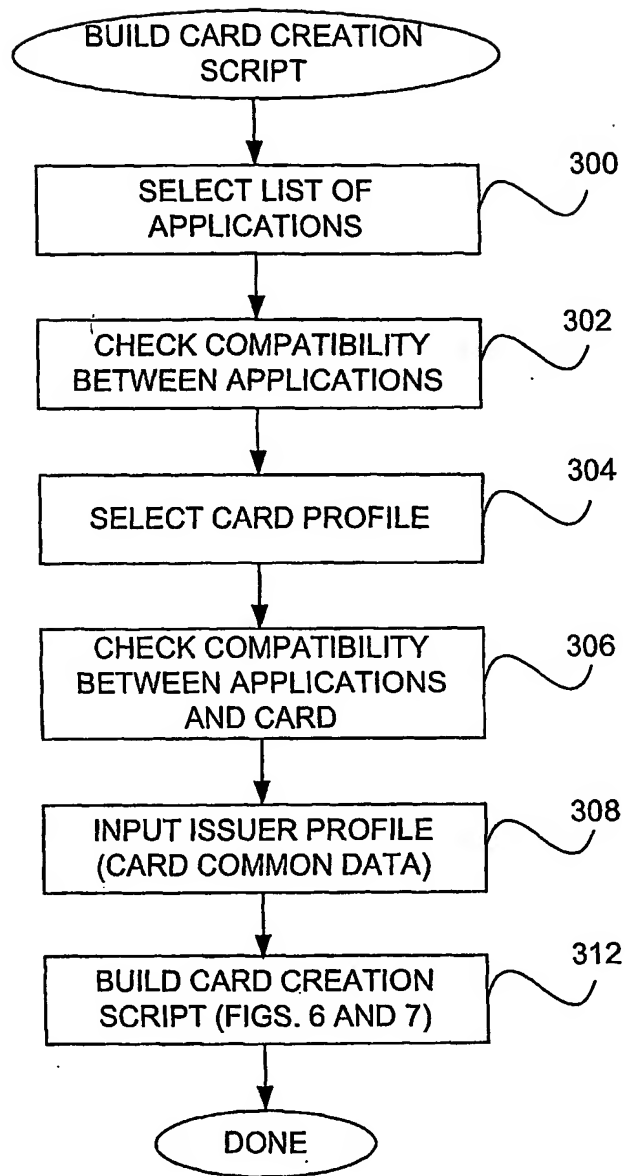 BUILD CARD CREATION
SCRIPT
300
SELECT LIST OF
APPLICATIONS
302
CHECK COMPATIBILITY
BETWEEN APPLICATIONS
304
SELECT CARD PROFILE
306
CHECK COMPATIBILITY
BETWEEN APPLICATIONS
AND CARD
308
INPUT ISSUER PROFILE
(CARD COMMON DATA)
312
BUILD CARD CREATION
SCRIPT (FIGS. 6 AND 7)
DONE